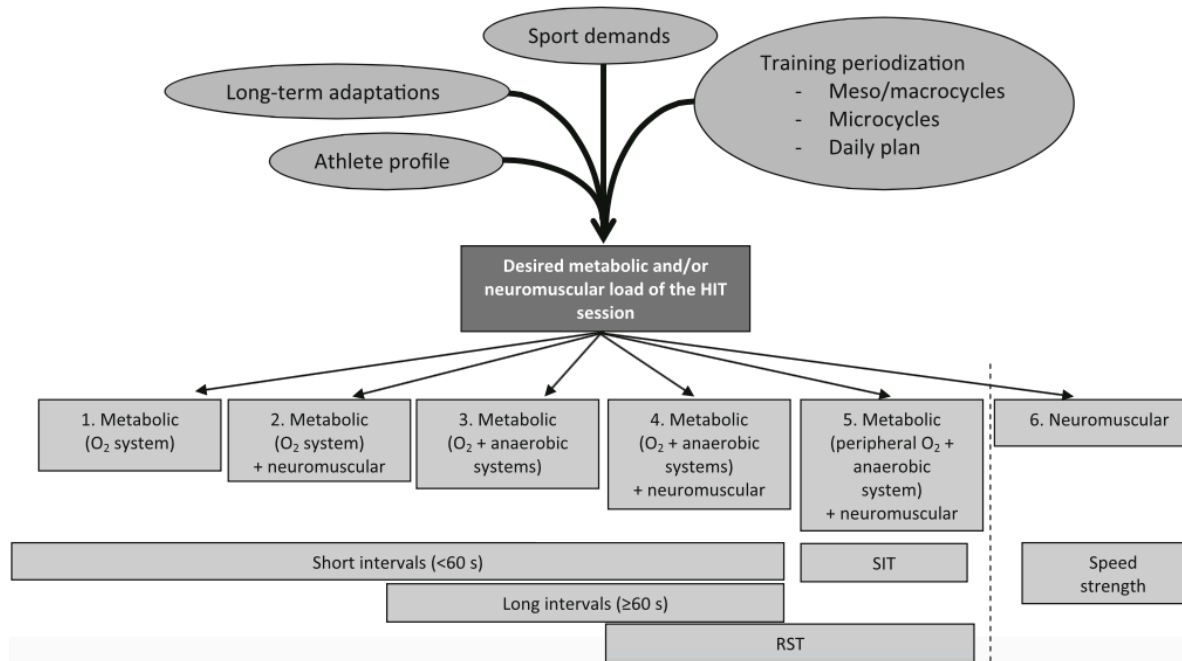 Sport demands
Long-term adaptations
Athlete profile
Training periodization
- Meso/macrocycles
- Microcycles
- Daily plan
Desired metabolic and/or
neuromuscular load of the HIT
session
1. Metabolic
(O₂ system)
2. Metabolic
(O₂ system)
+ neuromuscular
3. Metabolic
(O₂ + anaerobic
systems)
4. Metabolic
(O₂ + anaerobic
systems)
+ neuromuscular
5. Metabolic
(peripheral O₂ +
anaerobic
system)
+ neuromuscular
6. Neuromuscular
Short intervals (<60 s)
SIT
Speed
strength
Long intervals (≥60 s)
RST